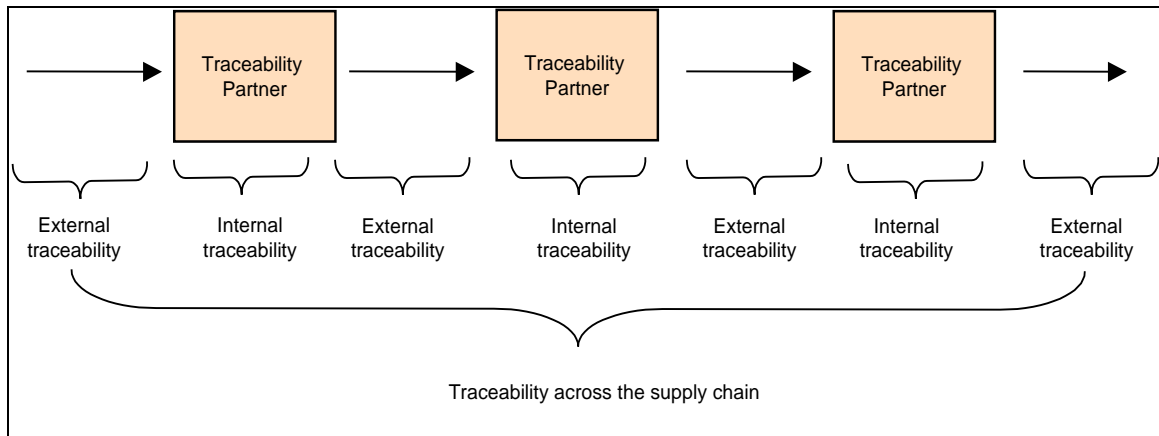 Traceability
Partner
Traceability
Partner
Traceability
Partner
External
traceability
Internal
traceability
External
traceability
Internal
traceability
External
traceability
Internal
traceability
External
traceability
Traceability across the supply chain